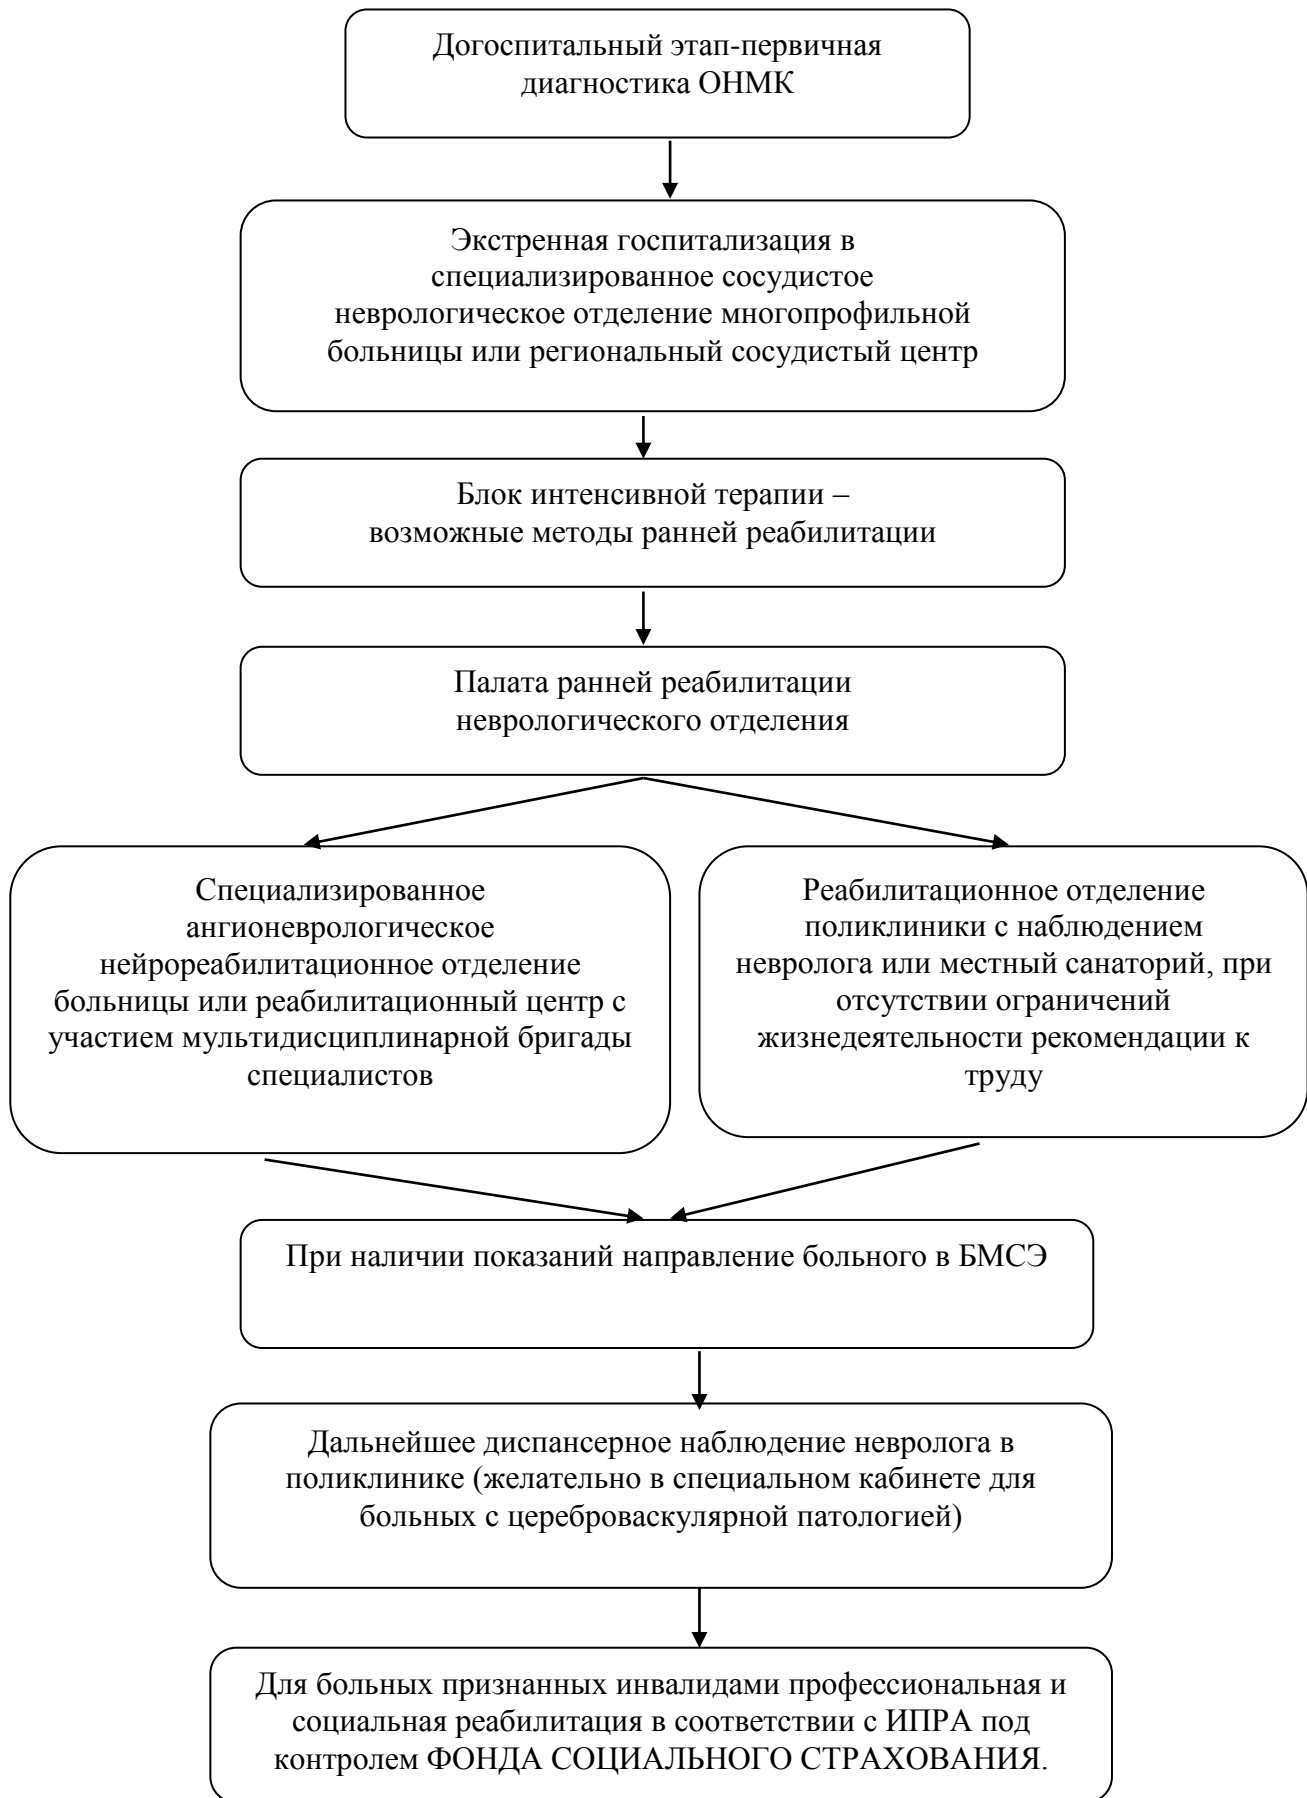 Догоспитальный этап-первичная
диагностика ОНМК
Экстренная госпитализация в
специализированное сосудистое
неврологическое отделение многопрофильной
больницы или региональный сосудистый центр
Блок интенсивной терапии –
возможные методы ранней реабилитации
Палата ранней реабилитации
неврологического отделения
Специализированное
ангионеврологическое
нейрореабилитационное отделение
больницы или реабилитационный центр с
участием мультидисциплинарной бригады
специалистов
Реабилитационное отделение
поликлиники с наблюдением
невролога или местный санаторий, при
отсутствии ограничений
жизнедеятельности рекомендации к
труду
При наличии показаний направление больного в БМСЭ
Дальнейшее диспансерное наблюдение невролога в
поликлинике (желательно в специальном кабинете для
больных с цереброваскулярной патологией)
Для больных признанных инвалидами профессиональная и
социальная реабилитация в соответствии с ИПРА под
контролем ФОНДА СОЦИАЛЬНОГО СТРАХОВАНИЯ.